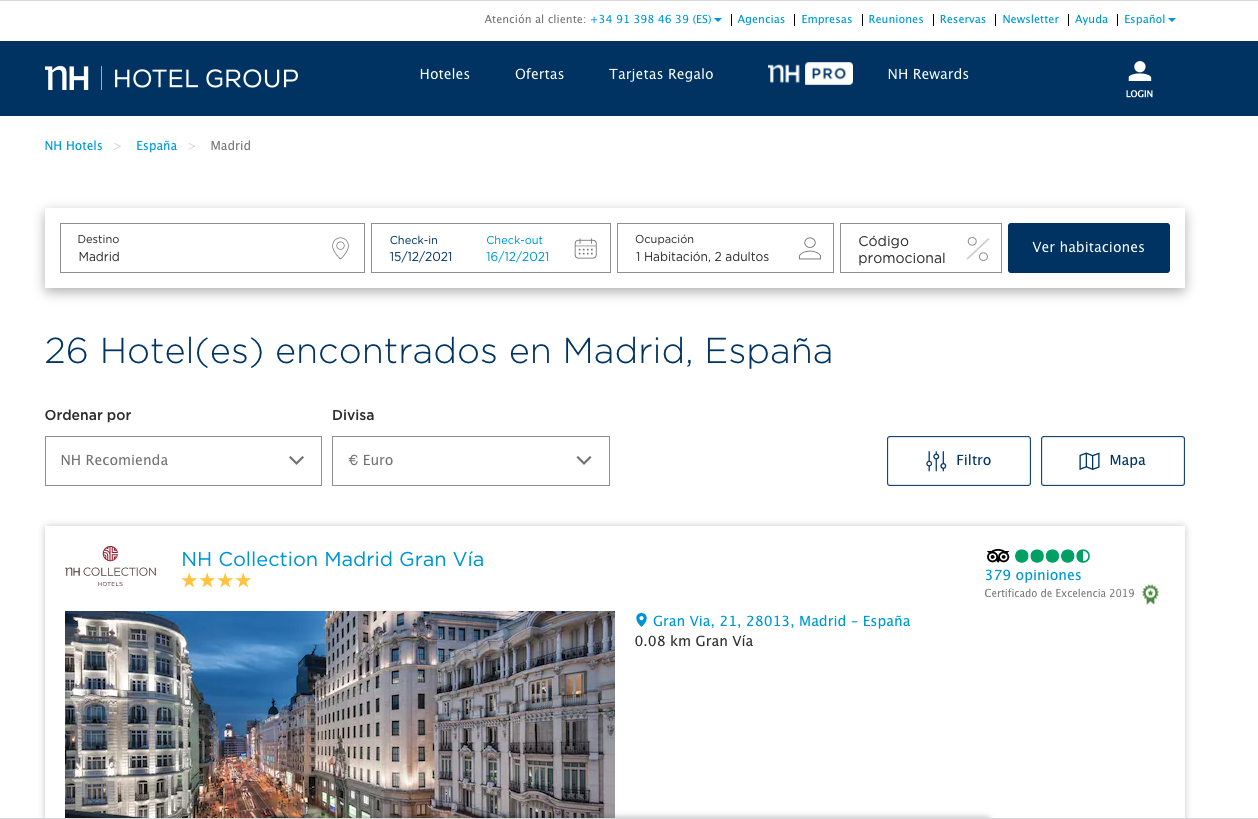 Atención al cliente: +34 91 398 46 39 (ES) Agencias Empresas Reuniones Reservas Newsletter Ayuda Español
nH HOTEL GROUP Hoteles Ofertas Tarjetas Regalo nH PRO NH Rewards
LOGIN
NH Hotels > España > Madrid
Destino Check-in Check-out Ocupación Código
Madrid 15/12/2021 16/12/2021 1 Habitación, 2 adultos promocional Ver habitaciones
26 Hotel(es) encontrados en Madrid, España
Ordenar por Divisa
NH Recomienda € Euro Filtro Mapa
NH Collection Madrid Gran Vía
nH COLLECTION
HOTELS
379 opiniones
Certificado de Excelencia 2019
Gran Via, 21, 28013, Madrid – España
0.08 km Gran Vía